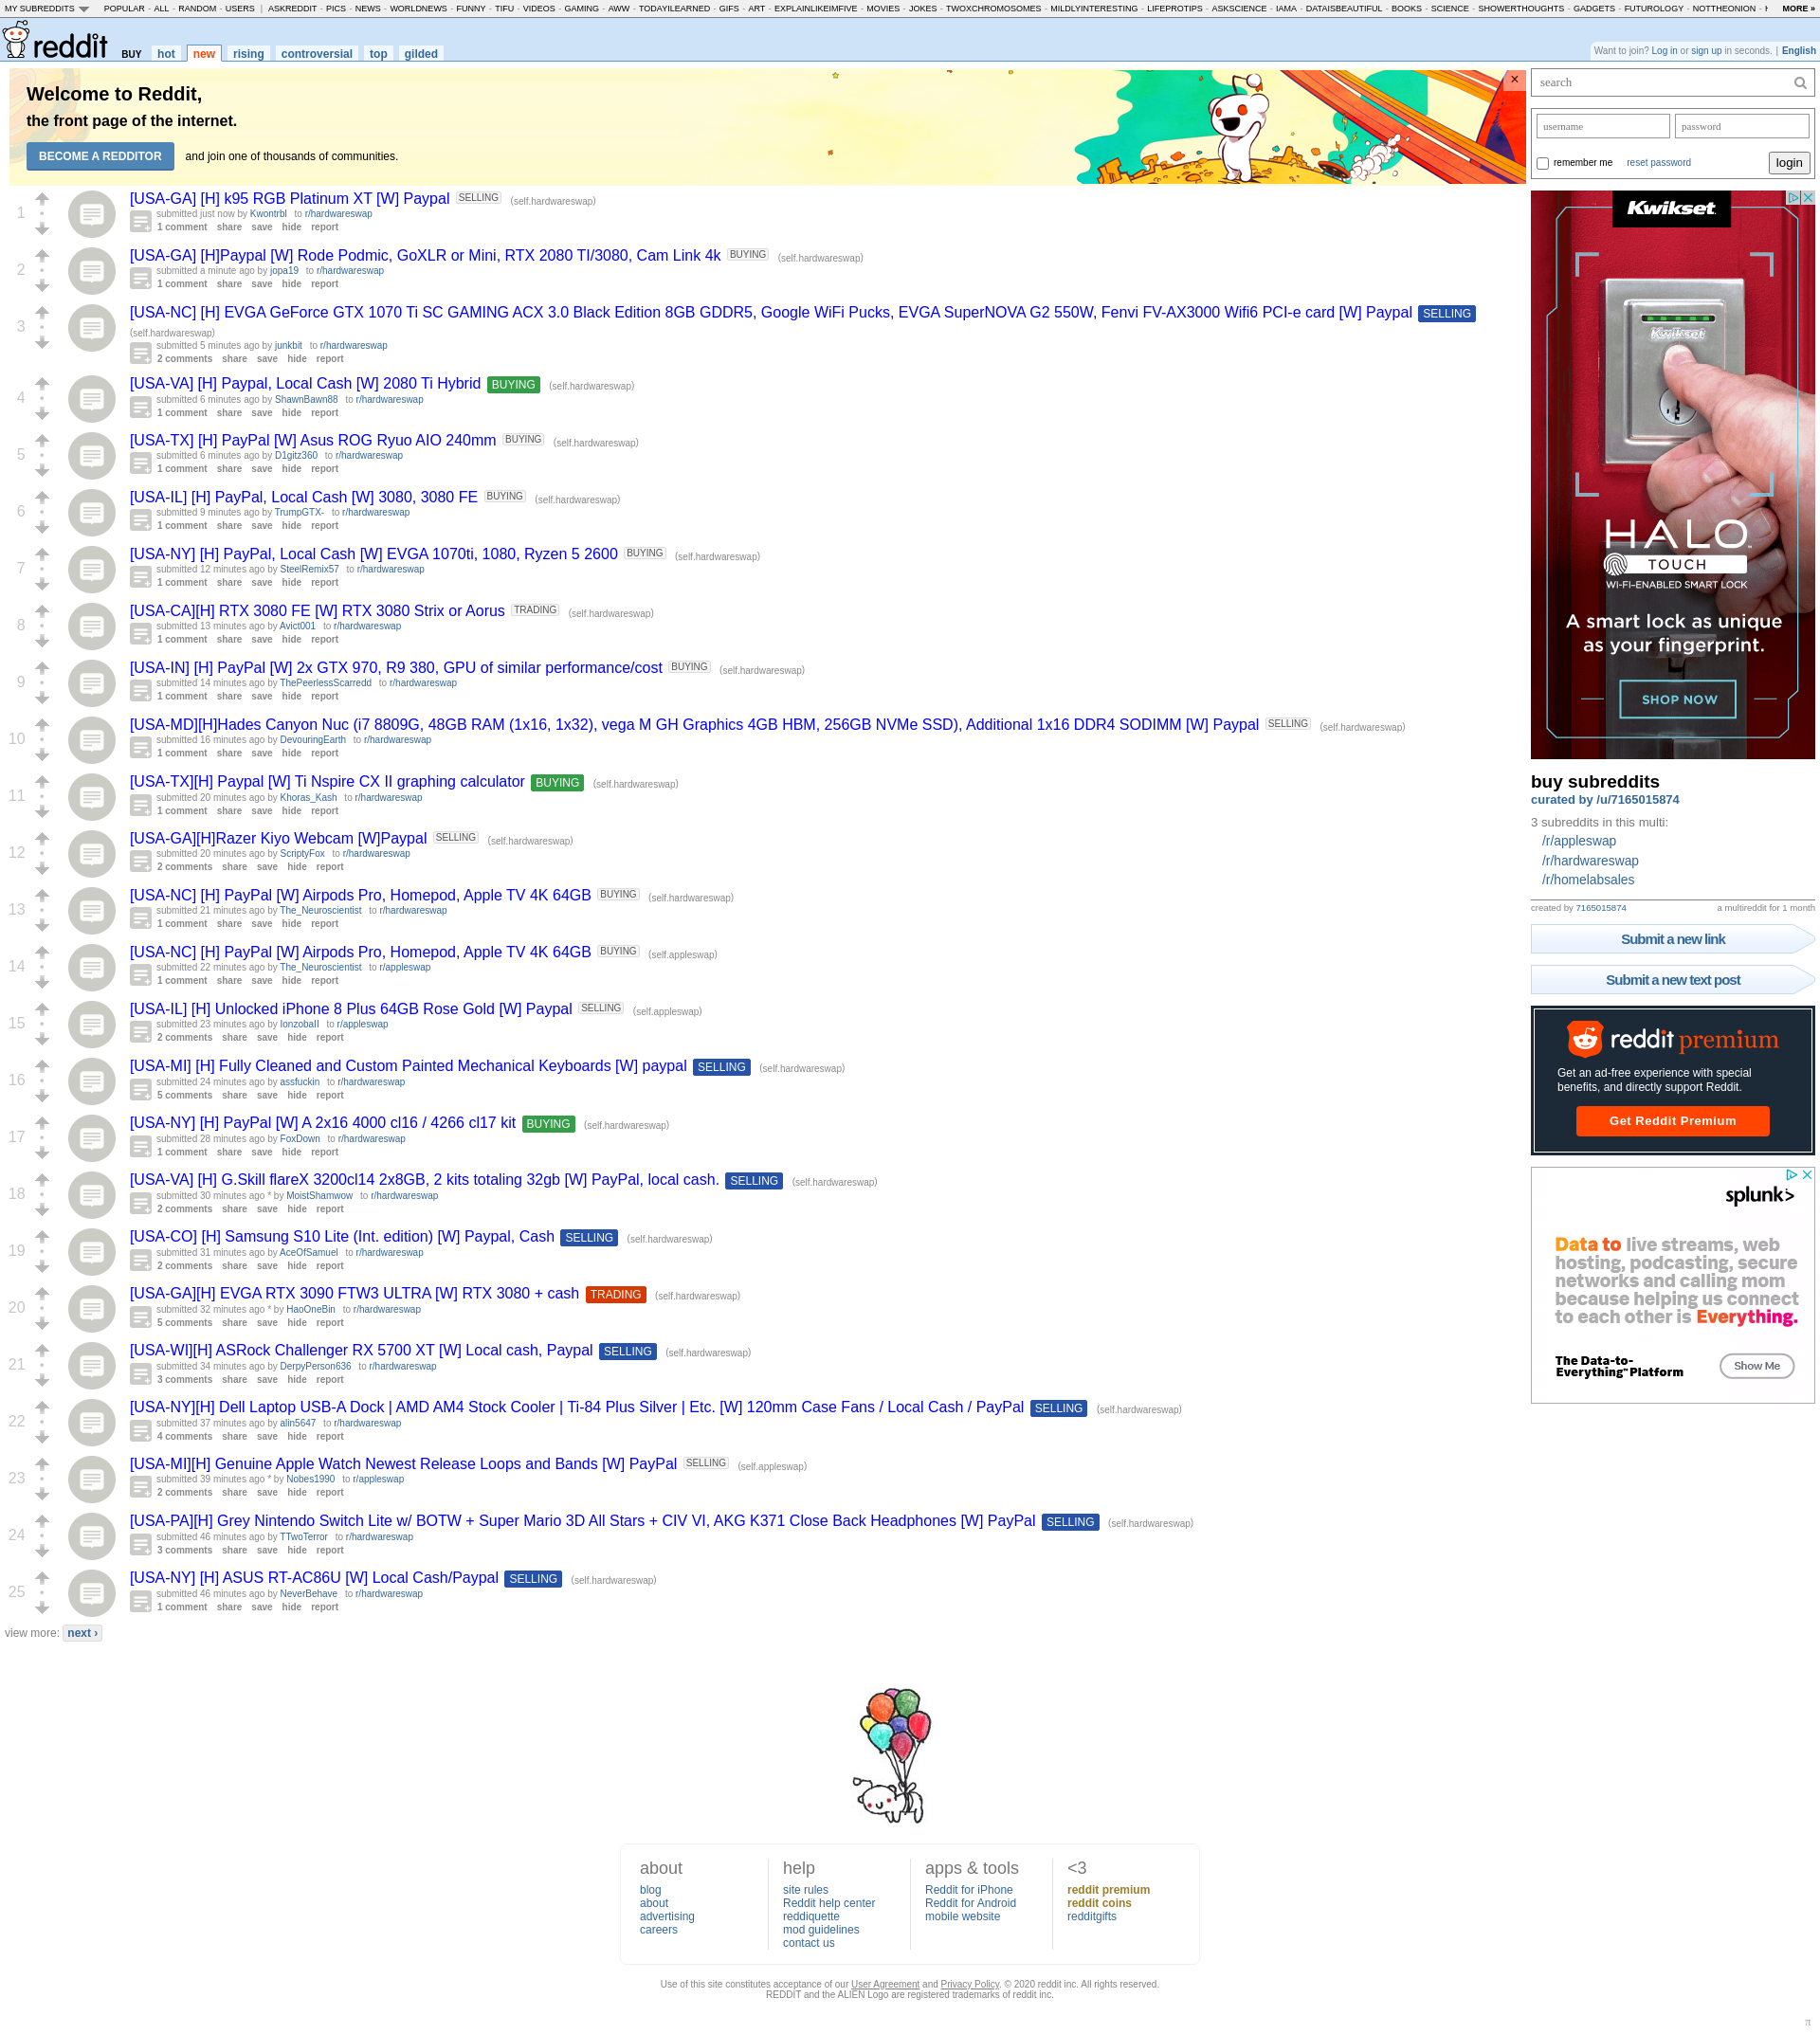 MY SUBREDDITS POPULAR - ALL - RANDOM - USERS | ASKREDDIT - PICS - NEWS - WORLDNEWS - FUNNY - TIFU - VIDEOS - GAMING - AWW - TODAYILEARNED - GIFS - ART - EXPLAINLIKEIMFIVE - MOVIES - JOKES - TWOXCHROMOSOMES - MILDLYINTERESTING - LIFEPROTIPS - ASKSCIENCE - IAMA - DATAISBEAUTIFUL - BOOKS - SCIENCE - SHOWERTHOUGHTS - GADGETS - FUTUROLOGY - NOTTHEONION - MORE »
reddit BUY hot new rising controversial top gilded
Want to join? Log in or sign up in seconds. | English
Welcome to Reddit,
the front page of the internet.
BECOME A REDDITOR and join one of thousands of communities.
1
[USA-GA] [H] k95 RGB Platinum XT [W] Paypal SELLING (self.hardwareswap)
submitted just now by Kwontrbl to r/hardwareswap
1 comment share save hide report
2
[USA-GA] [H]Paypal [W] Rode Podmic, GoXLR or Mini, RTX 2080 TI/3080, Cam Link 4k BUYING (self.hardwareswap)
submitted a minute ago by jopa19 to r/hardwareswap
1 comment share save hide report
3
[USA-NC] [H] EVGA GeForce GTX 1070 Ti SC GAMING ACX 3.0 Black Edition 8GB GDDR5, Google WiFi Pucks, EVGA SuperNOVA G2 550W, Fenvi FV-AX3000 Wifi6 PCI-e card [W] Paypal SELLING
(self.hardwareswap)
submitted 5 minutes ago by junkbit to r/hardwareswap
2 comments share save hide report
4
[USA-VA] [H] Paypal, Local Cash [W] 2080 Ti Hybrid BUYING (self.hardwareswap)
submitted 6 minutes ago by ShawnBawn88 to r/hardwareswap
1 comment share save hide report
5
[USA-TX] [H] PayPal [W] Asus ROG Ryuo AIO 240mm BUYING (self.hardwareswap)
submitted 6 minutes ago by D1gitz360 to r/hardwareswap
1 comment share save hide report
6
[USA-IL] [H] PayPal, Local Cash [W] 3080, 3080 FE BUYING (self.hardwareswap)
submitted 9 minutes ago by TrumpGTX- to r/hardwareswap
1 comment share save hide report
7
[USA-NY] [H] PayPal, Local Cash [W] EVGA 1070ti, 1080, Ryzen 5 2600 BUYING (self.hardwareswap)
submitted 12 minutes ago by SteelRemix57 to r/hardwareswap
1 comment share save hide report
8
[USA-CA][H] RTX 3080 FE [W] RTX 3080 Strix or Aorus TRADING (self.hardwareswap)
submitted 13 minutes ago by Avict001 to r/hardwareswap
1 comment share save hide report
9
[USA-IN] [H] PayPal [W] 2x GTX 970, R9 380, GPU of similar performance/cost BUYING (self.hardwareswap)
submitted 14 minutes ago by ThePeerlessScarredd to r/hardwareswap
1 comment share save hide report
10
[USA-MD][H]Hades Canyon Nuc (i7 8809G, 48GB RAM (1x16, 1x32), vega M GH Graphics 4GB HBM, 256GB NVMe SSD), Additional 1x16 DDR4 SODIMM [W] Paypal SELLING (self.hardwareswap)
submitted 16 minutes ago by DevouringEarth to r/hardwareswap
1 comment share save hide report
11
[USA-TX][H] Paypal [W] Ti Nspire CX II graphing calculator BUYING (self.hardwareswap)
submitted 20 minutes ago by Khoras_Kash to r/hardwareswap
1 comment share save hide report
12
[USA-GA][H]Razer Kiyo Webcam [W]Paypal SELLING (self.hardwareswap)
submitted 20 minutes ago by ScriptyFox to r/hardwareswap
2 comments share save hide report
13
[USA-NC] [H] PayPal [W] Airpods Pro, Homepod, Apple TV 4K 64GB BUYING (self.hardwareswap)
submitted 21 minutes ago by The_Neuroscientist to r/hardwareswap
1 comment share save hide report
14
[USA-NC] [H] PayPal [W] Airpods Pro, Homepod, Apple TV 4K 64GB BUYING (self.appleswap)
submitted 22 minutes ago by The_Neuroscientist to r/appleswap
1 comment share save hide report
15
[USA-IL] [H] Unlocked iPhone 8 Plus 64GB Rose Gold [W] Paypal SELLING (self.appleswap)
submitted 23 minutes ago by to r/appleswap
2 comments share save hide report
16
[USA-MI] [H] Fully Cleaned and Custom Painted Mechanical Keyboards [W] paypal SELLING (self.hardwareswap)
submitted 24 minutes ago by assfuckin to r/hardwareswap
5 comments share save hide report
17
[USA-NY] [H] PayPal [W] A 2x16 4000 cl16 / 4266 cl17 kit BUYING (self.hardwareswap)
submitted 28 minutes ago by FoxDown to r/hardwareswap
1 comment share save hide report
18
[USA-VA] [H] G.Skill flareX 3200cl14 2x8GB, 2 kits totaling 32gb [W] PayPal, local cash. SELLING (self.hardwareswap)
submitted 30 minutes ago * by MoistShamwow to r/hardwareswap
2 comments share save hide report
19
[USA-CO] [H] Samsung S10 Lite (Int. edition) [W] Paypal, Cash SELLING (self.hardwareswap)
submitted 31 minutes ago by AceOfSamuel to r/hardwareswap
2 comments share save hide report
20
[USA-GA][H] EVGA RTX 3090 FTW3 ULTRA [W] RTX 3080 + cash TRADING (self.hardwareswap)
submitted 32 minutes ago * by HaoOneBin to r/hardwareswap
5 comments share save hide report
21
[USA-WI][H] ASRock Challenger RX 5700 XT [W] Local cash, Paypal SELLING (self.hardwareswap)
submitted 34 minutes ago by DerpyPerson636 to r/hardwareswap
3 comments share save hide report
22
[USA-NY][H] Dell Laptop USB-A Dock | AMD AM4 Stock Cooler | Ti-84 Plus Silver | Etc. [W] 120mm Case Fans / Local Cash / PayPal SELLING (self.hardwareswap)
submitted 37 minutes ago by alin5647 to r/hardwareswap
4 comments share save hide report
23
[USA-MI][H] Genuine Apple Watch Newest Release Loops and Bands [W] PayPal SELLING (self.appleswap)
submitted 39 minutes ago * by Nobes1990 to r/appleswap
2 comments share save hide report
24
[USA-PA][H] Grey Nintendo Switch Lite w/ BOTW + Super Mario 3D All Stars + CIV VI, AKG K371 Close Back Headphones [W] PayPal SELLING (self.hardwareswap)
submitted 46 minutes ago by TTwoTerror to r/hardwareswap
3 comments share save hide report
25
[USA-NY] [H] ASUS RT-AC86U [W] Local Cash/Paypal SELLING (self.hardwareswap)
submitted 46 minutes ago by NeverBehave to r/hardwareswap
1 comment share save hide report
view more: next ›
search
username password
remember me reset password login
Kwikset
Kwikset
HALO
TOUCH
WI-FI-ENABLED SMART LOCK
A smart lock as unique
as your fingerprint.
SHOP NOW
buy subreddits
curated by /u/7165015874
3 subreddits in this multi:
/r/appleswap
/r/hardwareswap
/r/homelabsales
created by 7165015874 a multireddit for 1 month
Submit a new link
Submit a new text post
reddit premium
Get an ad-free experience with special
benefits, and directly support Reddit.
Get Reddit Premium
splunk>
Data to live streams, web
hosting, podcasting, secure
networks and calling mom
because helping us connect
to each other is Everything.
The Data-to-
Everything™ Platform
Show Me
about
blog
about
advertising
careers
help
site rules
Reddit help center
reddiquette
mod guidelines
contact us
apps & tools
Reddit for iPhone
Reddit for Android
mobile website
<3
reddit premium
reddit coins
redditgifts
Use of this site constitutes acceptance of our User Agreement and Privacy Policy. © 2020 reddit inc. All rights reserved.
REDDIT and the ALIEN Logo are registered trademarks of reddit inc.
π